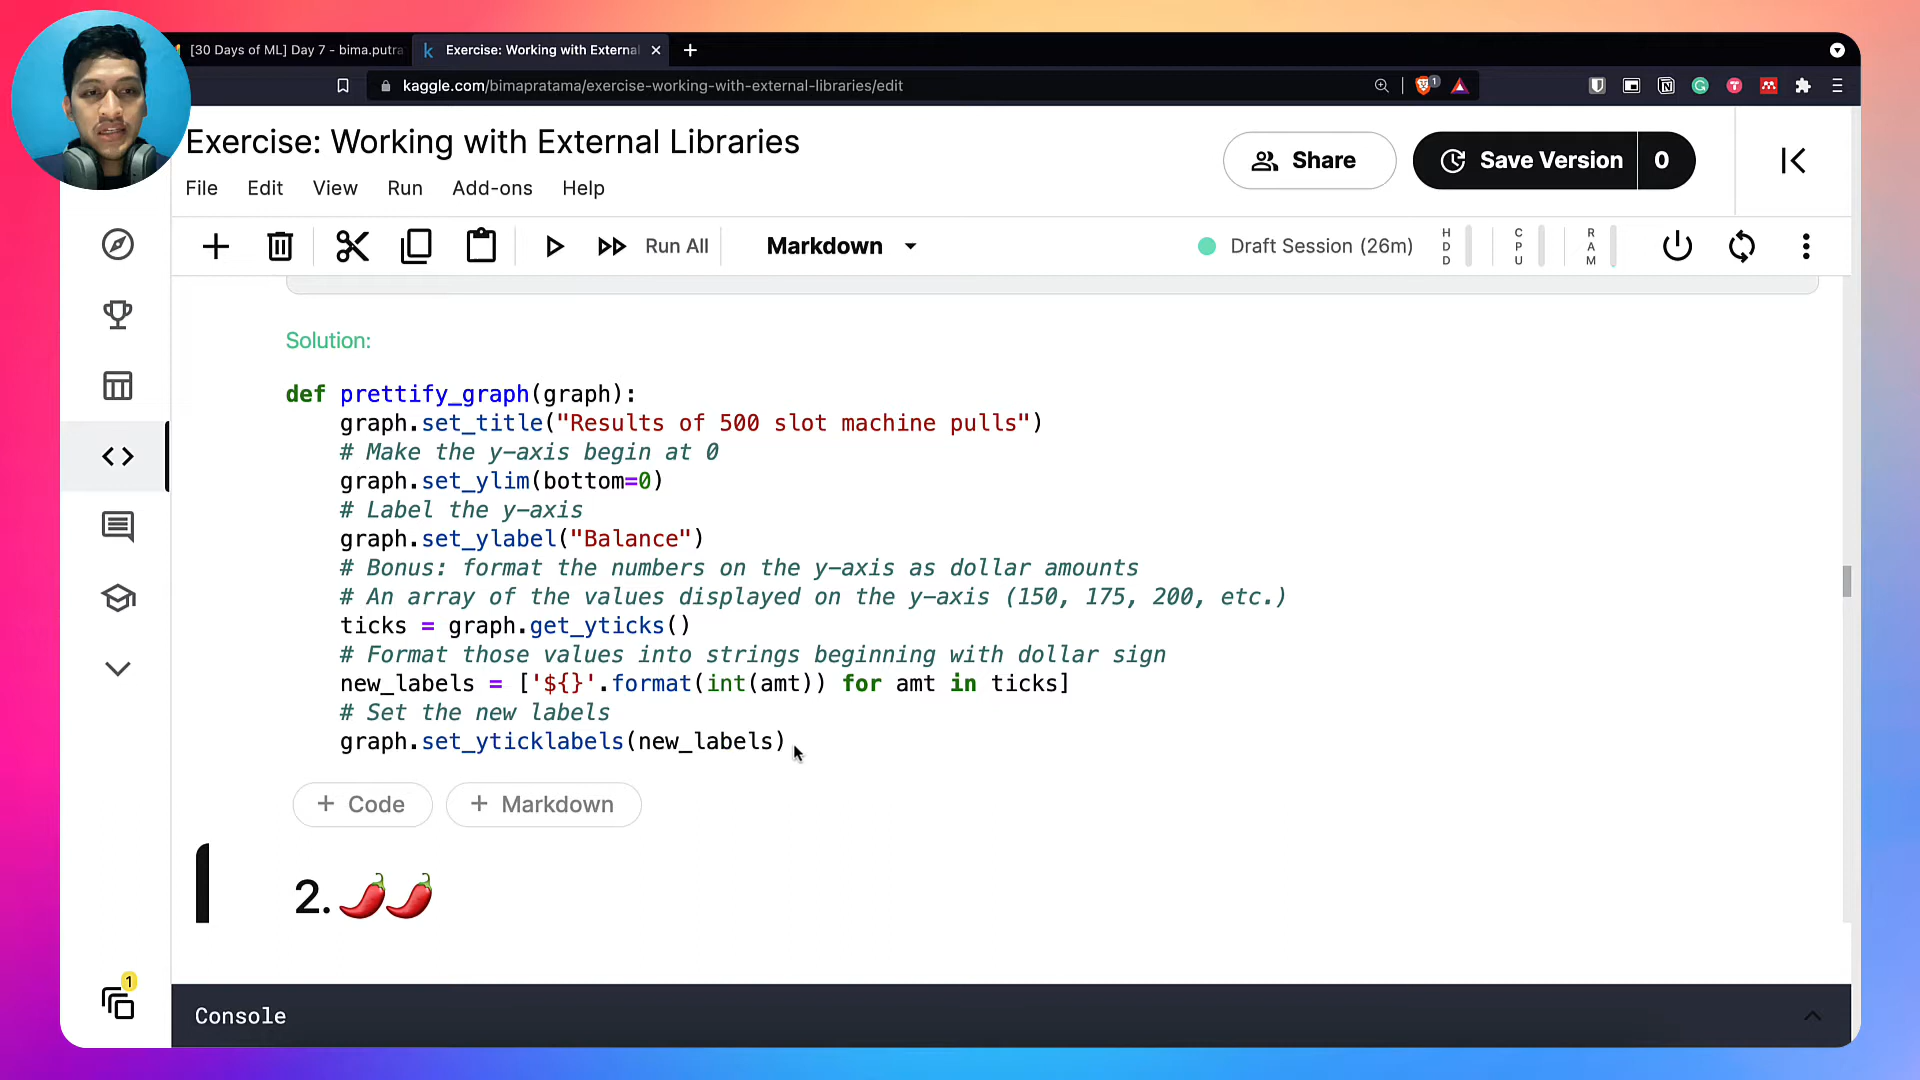 [30 Days of ML] Day 7 - bima.putra
Exercise: Working with External
kaggle.com/bimapratama/exercise-working-with-external-libraries/edit
1
Exercise: Working with External Libraries
Share
Save Version
0
File
Edit
View
Run
Add-ons
Help
Run All
Markdown
Draft Session (26m)
HDD
CPU
RAM
Solution:
def prettify_graph(graph):
graph.set_title("Results of 500 slot machine pulls")
# Make the y-axis begin at 0
graph.set_ylim(bottom=0)
# Label the y-axis
graph.set_ylabel("Balance")
# Bonus: format the numbers on the y-axis as dollar amounts
# An array of the values displayed on the y-axis (150, 175, 200, etc.)
ticks = graph.get_yticks()
# Format those values into strings beginning with dollar sign
new_labels = ['${}'.format(int(amt)) for amt in ticks]
# Set the new labels
graph.set_yticklabels(new_labels)
+ Code
+ Markdown
2. 🌶️🌶️
1
Console